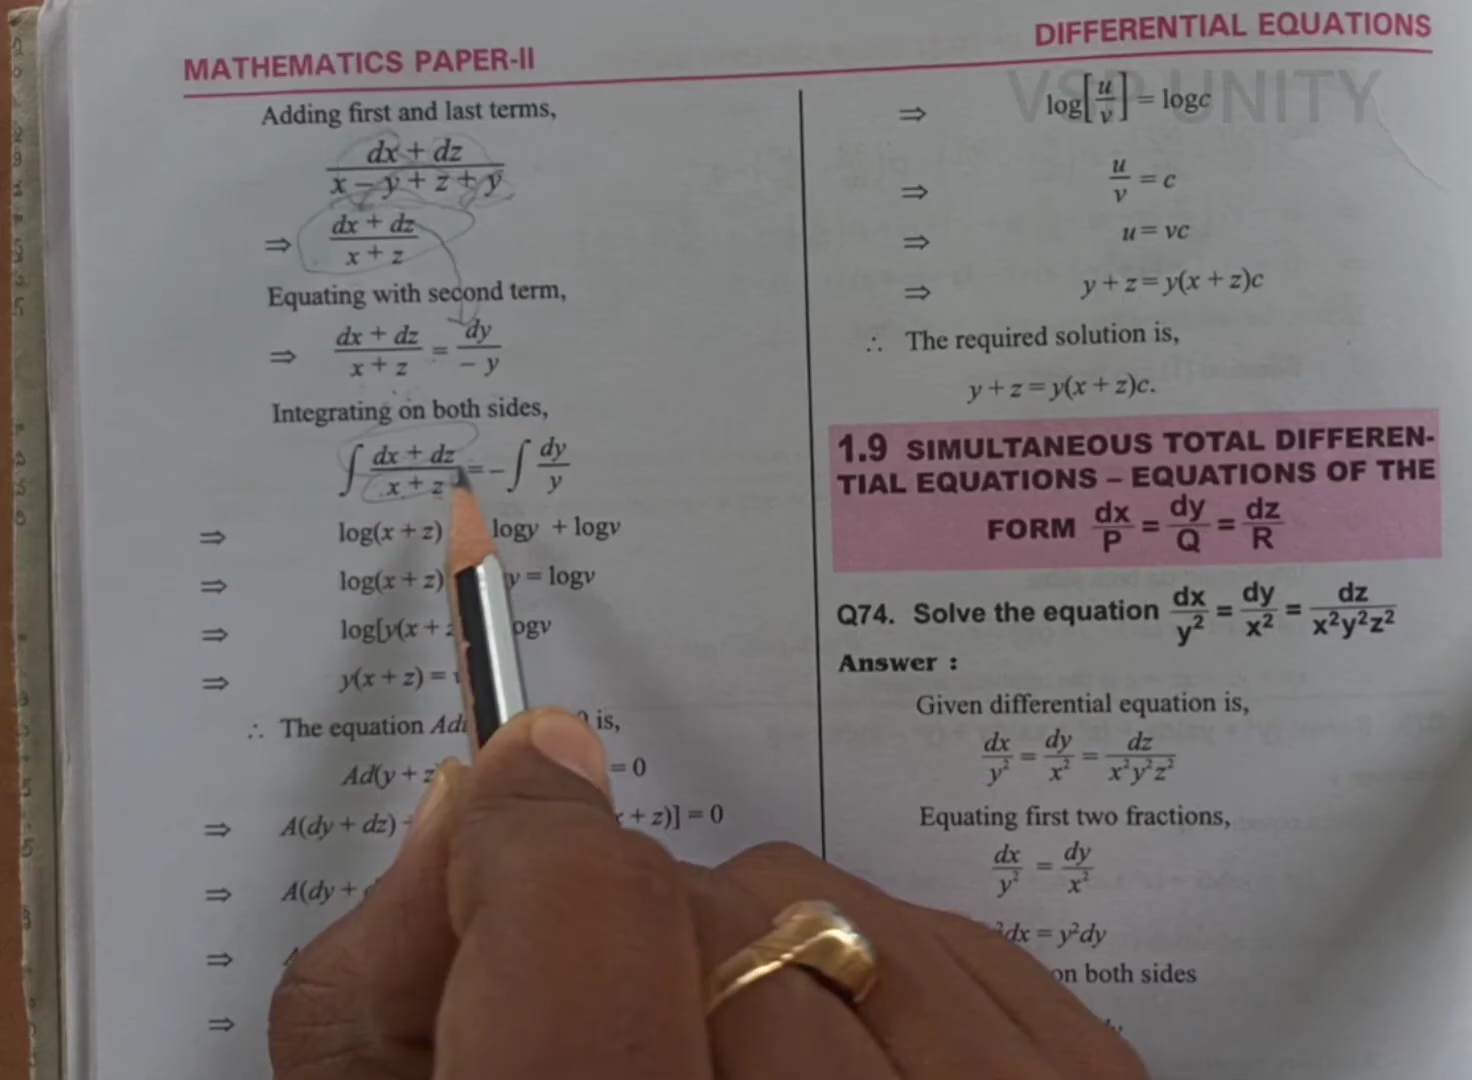 MATHEMATICS PAPER-II
DIFFERENTIAL EQUATIONS
VSP UNITY
Adding first and last terms,
dx + dz / x – y + z + y
⇒ dx + dz / x + z
Equating with second term,
⇒ dx + dz / x + z = dy / – y
Integrating on both sides,
∫ dx + dz / x + z = – ∫ dy / y
⇒ log(x + z) logy + logv
⇒ log(x + z) y = logv
⇒ log[y(x + ogv
⇒ y(x + z) =
∴ The equation is,
Ad(y + z = 0
⇒ A(dy + dz) + z)] = 0
⇒ A(dy +
⇒
⇒
⇒ log[u/v] = logc
⇒ u/v = c
⇒ u = vc
⇒ y + z = y(x + z)c
∴ The required solution is,
y + z = y(x + z)c.
1.9 SIMULTANEOUS TOTAL DIFFEREN-
TIAL EQUATIONS – EQUATIONS OF THE
FORM dx/P = dy/Q = dz/R
Q74. Solve the equation dx/y² = dy/x² = dz/x²y²z²
Answer :
Given differential equation is,
dx/y² = dy/x² = dz/x²y²z²
Equating first two fractions,
dx/y² = dy/x²
²dx = y²dy
on both sides